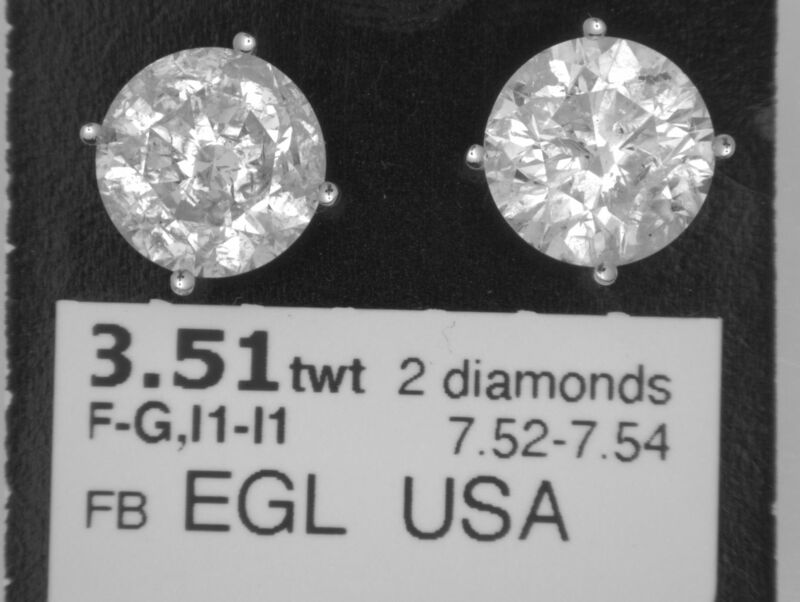 3.51twt 2 diamonds
F-G,I1-I1 7.52-7.54
FB EGL USA